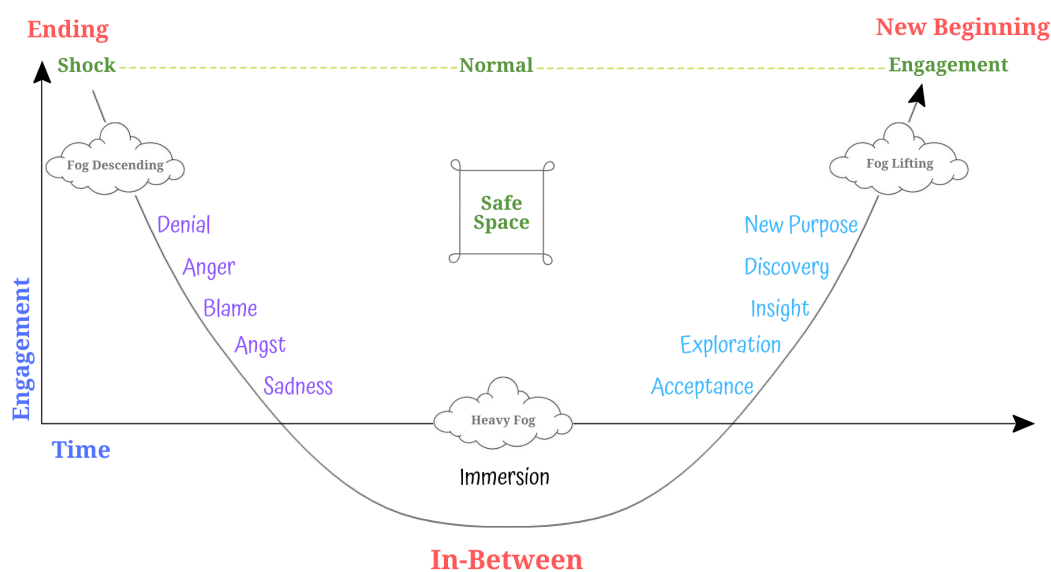 Ending
New Beginning
Shock
Normal
Engagement
Fog Descending
Fog Lifting
Safe
Space
Denial
New Purpose
Anger
Discovery
Blame
Insight
Angst
Exploration
Sadness
Acceptance
Engagement
Heavy Fog
Time
Immersion
In-Between